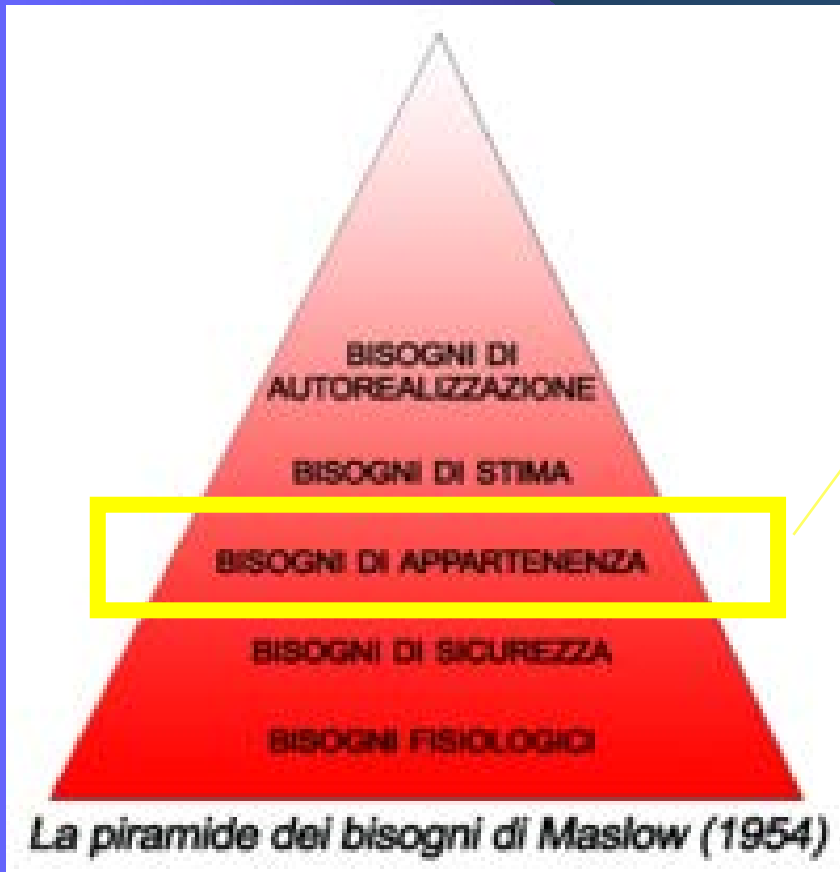 BISOGNI DI
AUTOREALIZZAZIONE
BISOGNI DI STIMA
BISOGNI DI APPARTENENZA
BISOGNI DI SICUREZZA
BISOGNI FISIOLOGICI
La piramide dei bisogni di Maslow (1954)